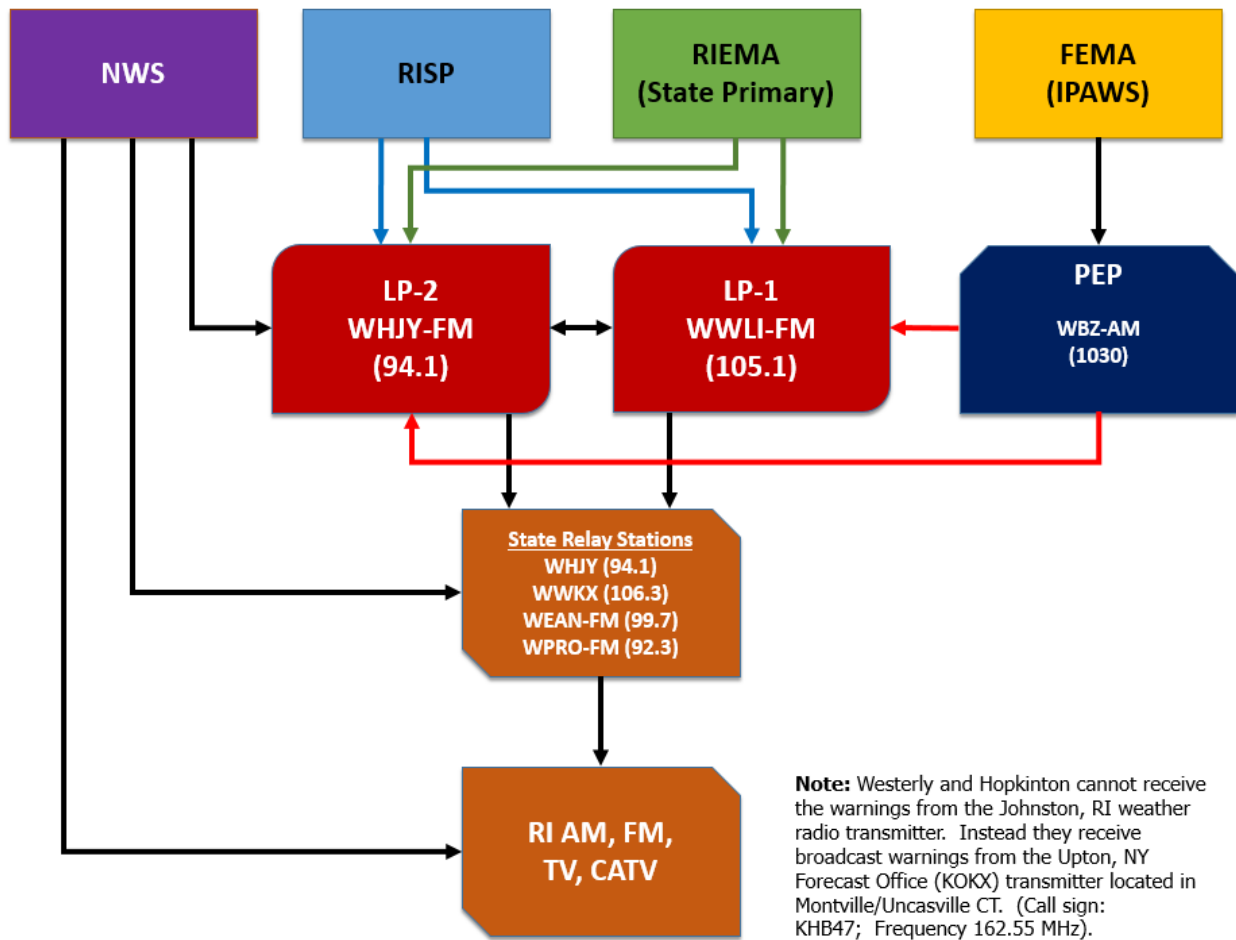 NWS
RISP
RIEMA
(State Primary)
FEMA
(IPAWS)
LP-2
WHJY-FM
(94.1)
LP-1
WWLI-FM
(105.1)
PEP
WBZ-AM
(1030)
State Relay Stations
WHJY (94.1)
WWKX (106.3)
WEAN-FM (99.7)
WPRO-FM (92.3)
RI AM, FM,
TV, CATV
Note: Westerly and Hopkinton cannot receive
the warnings from the Johnston, RI weather
radio transmitter.  Instead they receive
broadcast warnings from the Upton, NY
Forecast Office (KOKX) transmitter located in
Montville/Uncasville CT.  (Call sign:
KHB47;  Frequency 162.55 MHz).